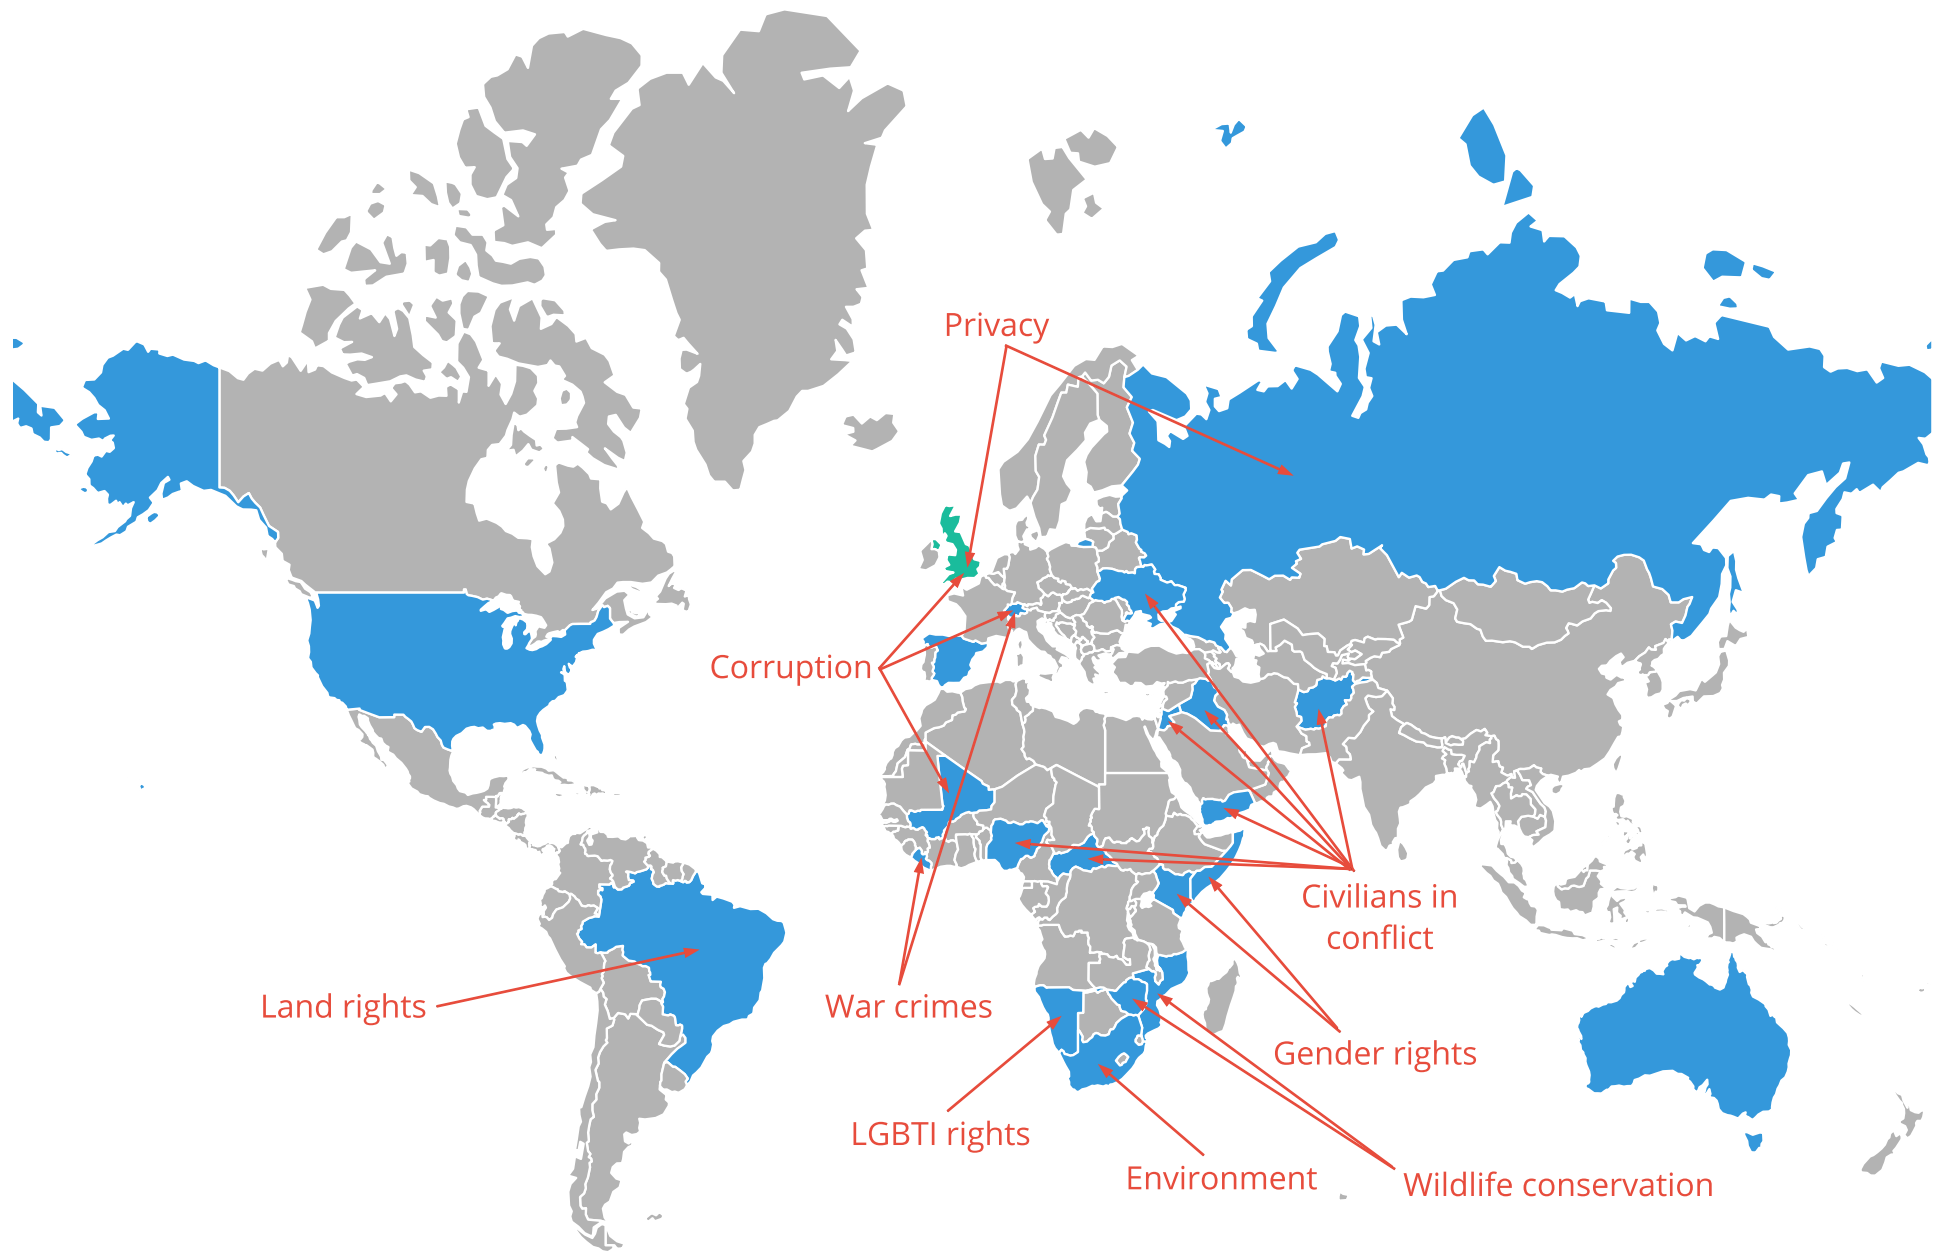 Privacy
Corruption
Civilians in
conflict
Land rights
War crimes
Gender rights
LGBTI rights
Environment
Wildlife conservation